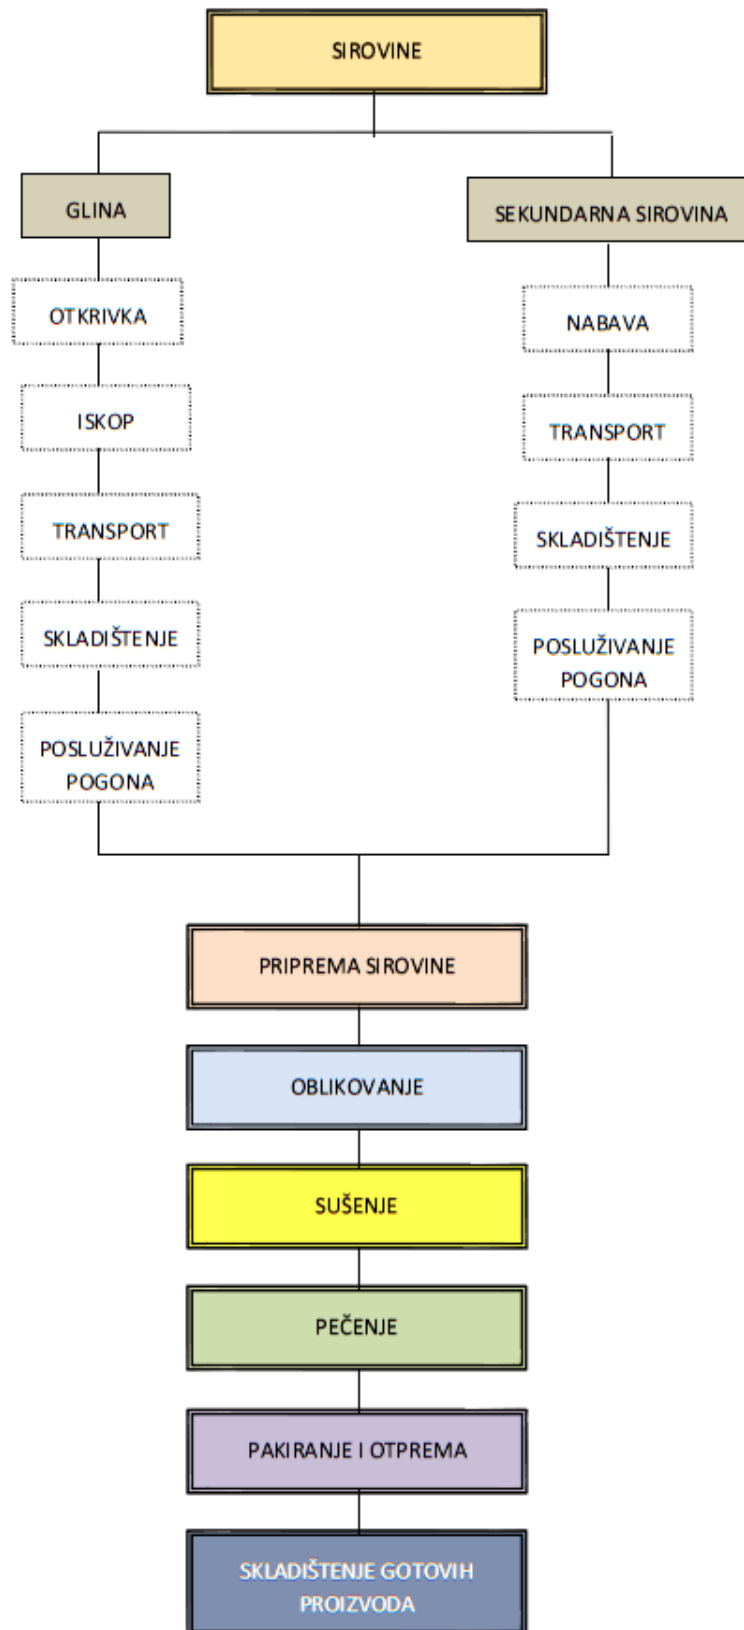 SIROVINE
GLINA
OTKRIVKA
ISKOP
TRANSPORT
SKLADIŠTENJE
POSLUŽIVANJE
POGONA
SEKUNDARNA SIROVINA
NABAVA
TRANSPORT
SKLADIŠTENJE
POSLUŽIVANJE
POGONA
PRIPREMA SIROVINE
OBLIKOVANJE
SUŠENJE
PEČENJE
PAKIRANJE I OTPREMA
SKLADIŠTENJE GOTOVIH
PROIZVODA